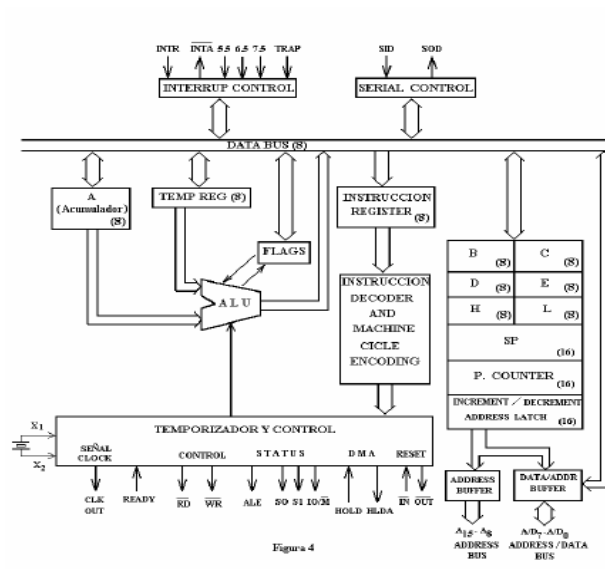 INTR INTA 5.5 6.5 7.5 TRAP
SID SOD
INTERRUP CONTROL
SERIAL CONTROL
DATA BUS (8)
A
(Acumulador)
(8)
TEMP REG (8)
INSTRUCCION
REGISTER (8)
FLAGS
ALU
INSTRUCCION
DECODER
AND
MACHINE
CICLE
ENCODING
B (8) C (8)
D (8) E (8)
H (8) L (8)
SP
(16)
P. COUNTER
(16)
INCREMENT / DECREMENT
ADDRESS LATCH
(16)
X1
X2
TEMPORIZADOR Y CONTROL
SEÑAL
CLOCK
CONTROL STATUS DMA RESET
CLK
OUT
READY
RD WR ALE SO S1 IO/M HOLD HLDA IN OUT
ADDRESS
BUFFER
DATA/ADDR
BUFFER
A15-A8
ADDRESS
BUS
A/D7-A/D0
ADDRESS/DATA
BUS
Figura 4